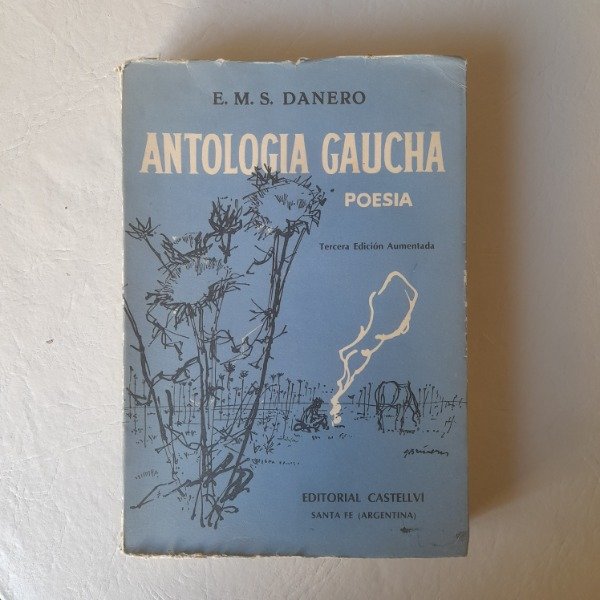 E. M. S. DANERO
ANTOLOGIA GAUCHA
POESIA
Tercera Edición Aumentada
EDITORIAL CASTELLVI
SANTA FE (ARGENTINA)